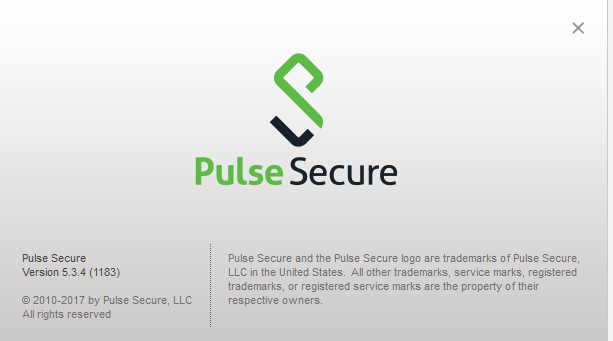 Pulse Secure
Pulse Secure
Version 5.3.4 (1183)
© 2010-2017 by Pulse Secure, LLC
All rights reserved
Pulse Secure and the Pulse Secure logo are trademarks of Pulse Secure,
LLC in the United States.  All other trademarks, service marks, registered
trademarks, or registered service marks are the property of their
respective owners.